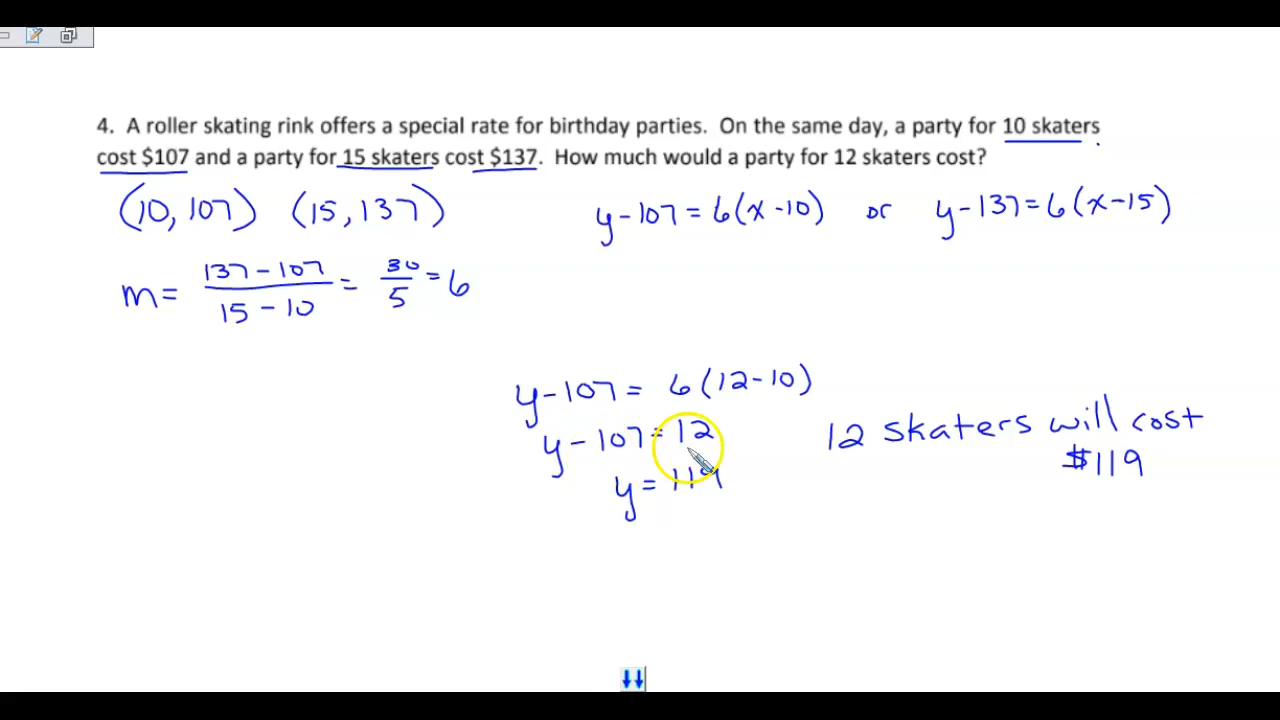 4. A roller skating rink offers a special rate for birthday parties. On the same day, a party for 10 skaters
cost $107 and a party for 15 skaters cost $137. How much would a party for 12 skaters cost?
(10, 107) (15, 137) y-107 = 6(x-10) or y-137=6(x-15)
m= 137-107 / 15-10 = 30/5 = 6
y-107 = 6(12-10)
y-107=12
y=119
12 skaters will cost
$119